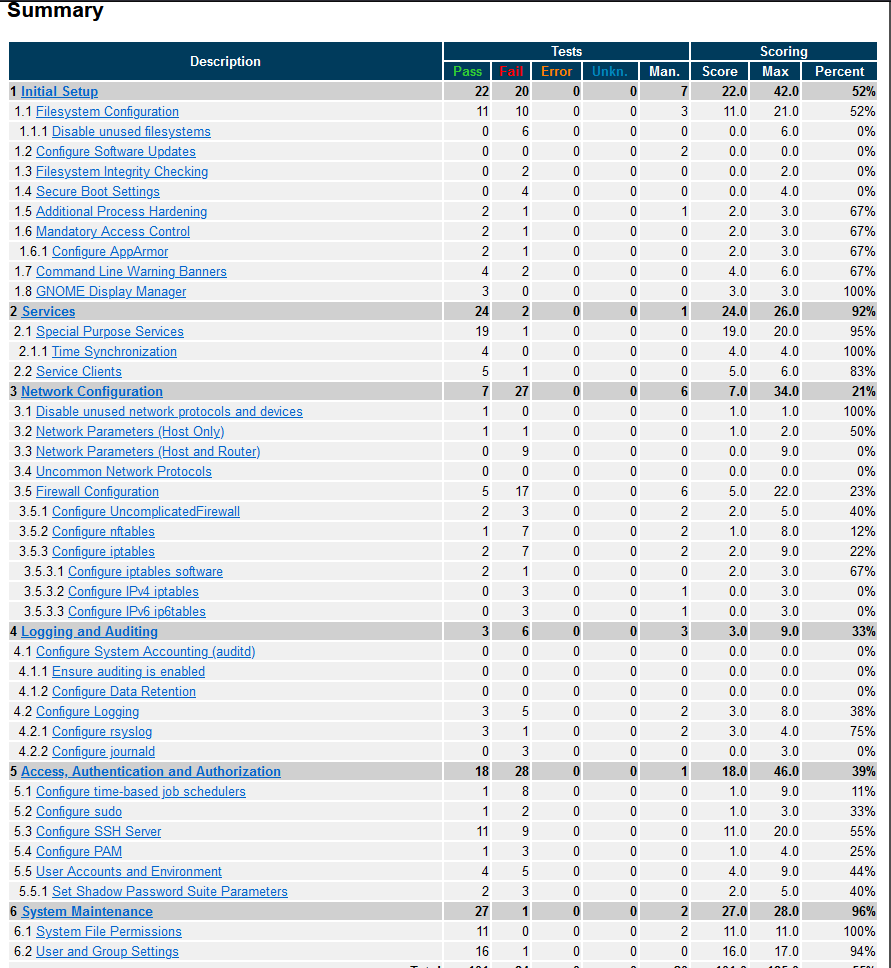 Summary
Description Tests Scoring
Pass Fail Error Unkn. Man. Score Max Percent
1 Initial Setup 22 20 0 0 7 22.0 42.0 52%
1.1 Filesystem Configuration 11 10 0 0 3 11.0 21.0 52%
1.1.1 Disable unused filesystems 0 6 0 0 0 0.0 6.0 0%
1.2 Configure Software Updates 0 0 0 0 2 0.0 0.0 0%
1.3 Filesystem Integrity Checking 0 2 0 0 0 0.0 2.0 0%
1.4 Secure Boot Settings 0 4 0 0 0 0.0 4.0 0%
1.5 Additional Process Hardening 2 1 0 0 1 2.0 3.0 67%
1.6 Mandatory Access Control 2 1 0 0 0 2.0 3.0 67%
1.6.1 Configure AppArmor 2 1 0 0 0 2.0 3.0 67%
1.7 Command Line Warning Banners 4 2 0 0 0 4.0 6.0 67%
1.8 GNOME Display Manager 3 0 0 0 0 3.0 3.0 100%
2 Services 24 2 0 0 1 24.0 26.0 92%
2.1 Special Purpose Services 19 1 0 0 0 19.0 20.0 95%
2.1.1 Time Synchronization 4 0 0 0 0 4.0 4.0 100%
2.2 Service Clients 5 1 0 0 0 5.0 6.0 83%
3 Network Configuration 7 27 0 0 6 7.0 34.0 21%
3.1 Disable unused network protocols and devices 1 0 0 0 0 1.0 1.0 100%
3.2 Network Parameters (Host Only) 1 1 0 0 0 1.0 2.0 50%
3.3 Network Parameters (Host and Router) 0 9 0 0 0 0.0 9.0 0%
3.4 Uncommon Network Protocols 0 0 0 0 0 0.0 0.0 0%
3.5 Firewall Configuration 5 17 0 0 6 5.0 22.0 23%
3.5.1 Configure UncomplicatedFirewall 2 3 0 0 2 2.0 5.0 40%
3.5.2 Configure nftables 1 7 0 0 2 1.0 8.0 12%
3.5.3 Configure iptables 2 7 0 0 2 2.0 9.0 22%
3.5.3.1 Configure iptables software 2 1 0 0 0 2.0 3.0 67%
3.5.3.2 Configure IPv4 iptables 0 3 0 0 1 0.0 3.0 0%
3.5.3.3 Configure IPv6 ip6tables 0 3 0 0 1 0.0 3.0 0%
4 Logging and Auditing 3 6 0 0 3 3.0 9.0 33%
4.1 Configure System Accounting (auditd) 0 0 0 0 0 0.0 0.0 0%
4.1.1 Ensure auditing is enabled 0 0 0 0 0 0.0 0.0 0%
4.1.2 Configure Data Retention 0 0 0 0 0 0.0 0.0 0%
4.2 Configure Logging 3 5 0 0 2 3.0 8.0 38%
4.2.1 Configure rsyslog 3 1 0 0 2 3.0 4.0 75%
4.2.2 Configure journald 0 3 0 0 0 0.0 3.0 0%
5 Access, Authentication and Authorization 18 28 0 0 1 18.0 46.0 39%
5.1 Configure time-based job schedulers 1 8 0 0 0 1.0 9.0 11%
5.2 Configure sudo 1 2 0 0 0 1.0 3.0 33%
5.3 Configure SSH Server 11 9 0 0 0 11.0 20.0 55%
5.4 Configure PAM 1 3 0 0 0 1.0 4.0 25%
5.5 User Accounts and Environment 4 5 0 0 0 4.0 9.0 44%
5.5.1 Set Shadow Password Suite Parameters 2 3 0 0 0 2.0 5.0 40%
6 System Maintenance 27 1 0 0 2 27.0 28.0 96%
6.1 System File Permissions 11 0 0 0 2 11.0 11.0 100%
6.2 User and Group Settings 16 1 0 0 0 16.0 17.0 94%